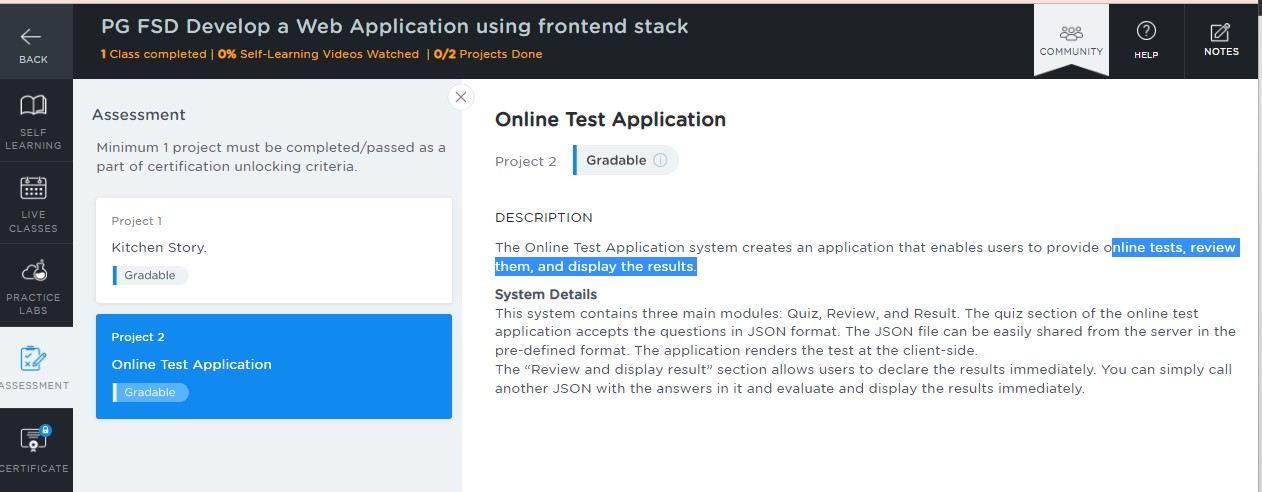 PG FSD Develop a Web Application using frontend stack
1 Class completed | 0% Self-Learning Videos Watched | 0/2 Projects Done
BACK
COMMUNITY
HELP
NOTES
SELF
LEARNING
LIVE
CLASSES
PRACTICE
LABS
ASSESSMENT
CERTIFICATE
Assessment
Minimum 1 project must be completed/passed as a
part of certification unlocking criteria.
Project 1
Kitchen Story.
Gradable
Project 2
Online Test Application
Gradable
Online Test Application
Project 2
Gradable
DESCRIPTION
The Online Test Application system creates an application that enables users to provide online tests, review
them, and display the results.
System Details
This system contains three main modules: Quiz, Review, and Result. The quiz section of the online test
application accepts the questions in JSON format. The JSON file can be easily shared from the server in the
pre-defined format. The application renders the test at the client-side.
The “Review and display result” section allows users to declare the results immediately. You can simply call
another JSON with the answers in it and evaluate and display the results immediately.